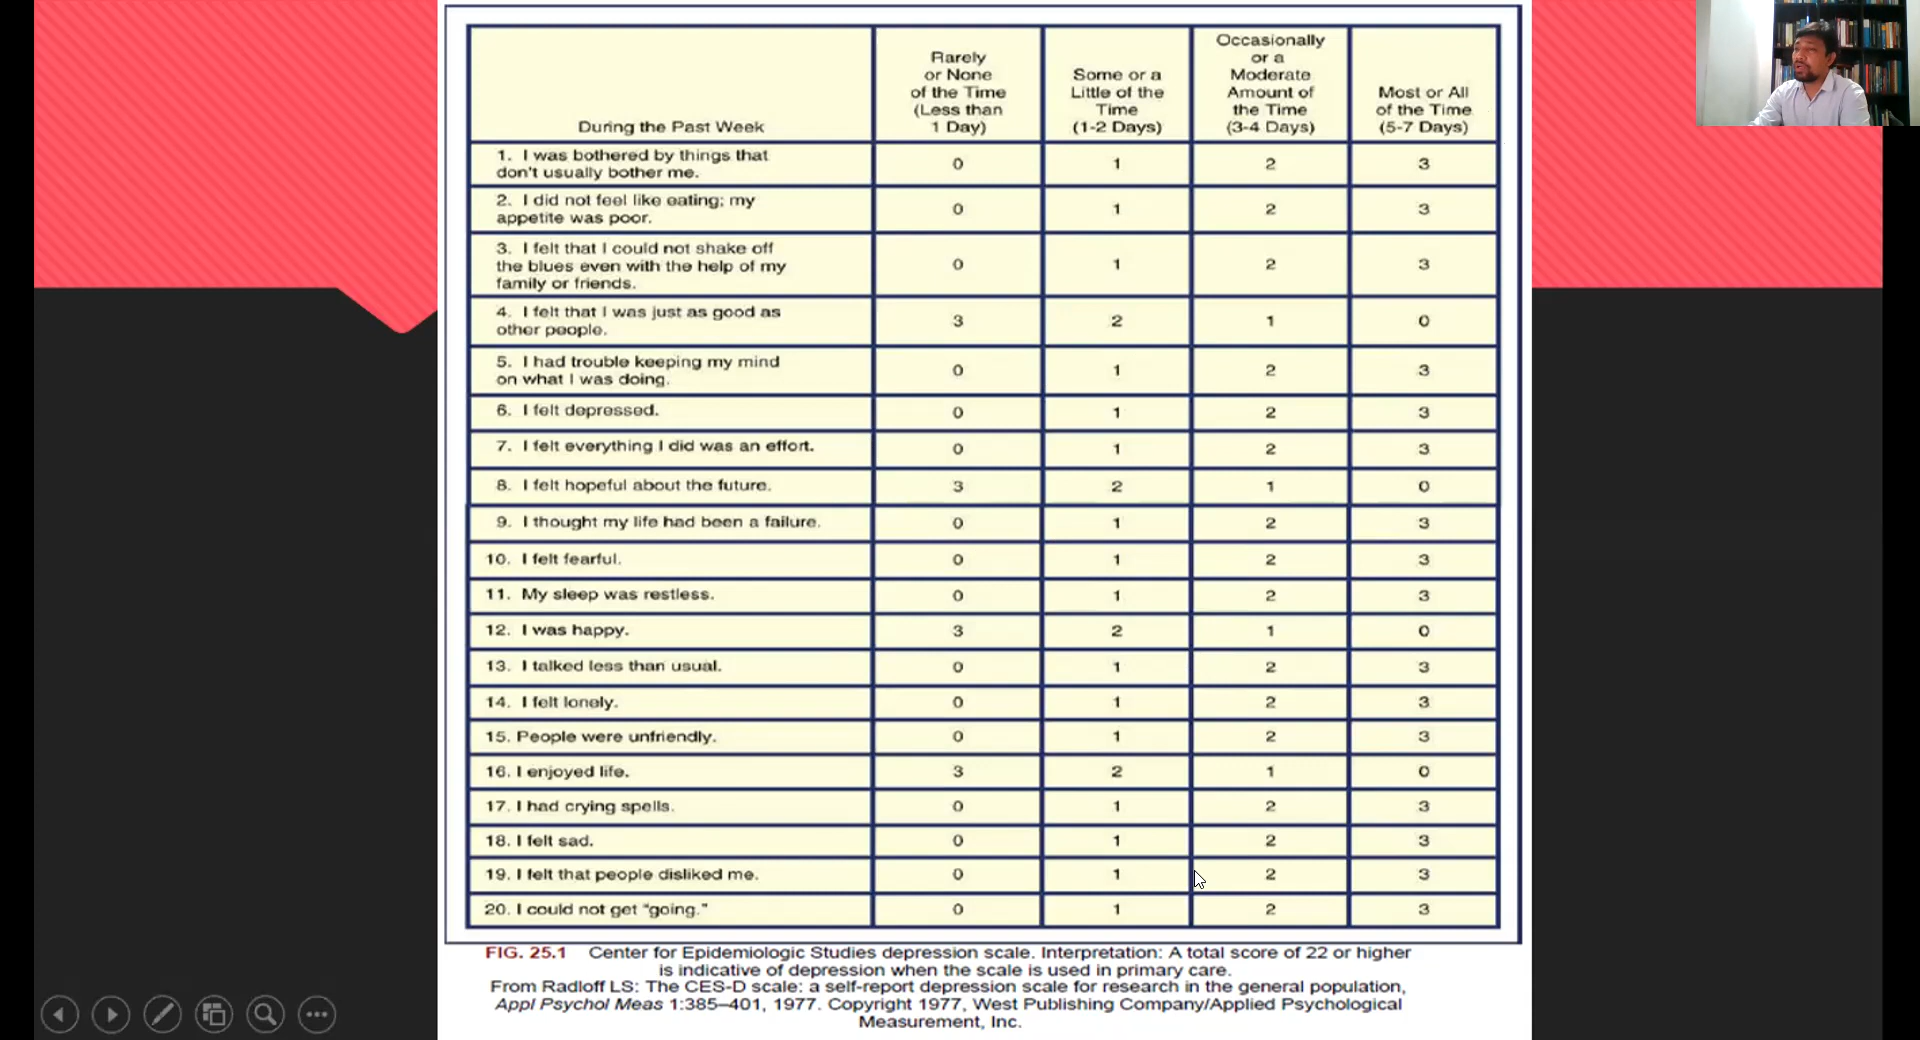 During the Past Week
Rarely
or None
of the Time
(Less than
1 Day)
Some or a
Little of the
Time
(1-2 Days)
Occasionally
or a
Moderate
Amount of
the Time
(3-4 Days)
Most or All
of the Time
(5-7 Days)
1. I was bothered by things that
don't usually bother me.
0 1 2 3
2. I did not feel like eating; my
appetite was poor.
0 1 2 3
3. I felt that I could not shake off
the blues even with the help of my
family or friends.
0 1 2 3
4. I felt that I was just as good as
other people.
3 2 1 0
5. I had trouble keeping my mind
on what I was doing.
0 1 2 3
6. I felt depressed. 0 1 2 3
7. I felt everything I did was an effort. 0 1 2 3
8. I felt hopeful about the future. 3 2 1 0
9. I thought my life had been a failure. 0 1 2 3
10. I felt fearful. 0 1 2 3
11. My sleep was restless. 0 1 2 3
12. I was happy. 3 2 1 0
13. I talked less than usual. 0 1 2 3
14. I felt lonely. 0 1 2 3
15. People were unfriendly. 0 1 2 3
16. I enjoyed life. 3 2 1 0
17. I had crying spells. 0 1 2 3
18. I felt sad. 0 1 2 3
19. I felt that people disliked me. 0 1 2 3
20. I could not get "going." 0 1 2 3
FIG. 25.1 Center for Epidemiologic Studies depression scale. Interpretation: A total score of 22 or higher
is indicative of depression when the scale is used in primary care.
From Radloff LS: The CES-D scale: a self-report depression scale for research in the general population,
Appl Psychol Meas 1:385–401, 1977. Copyright 1977, West Publishing Company/Applied Psychological
Measurement, Inc.